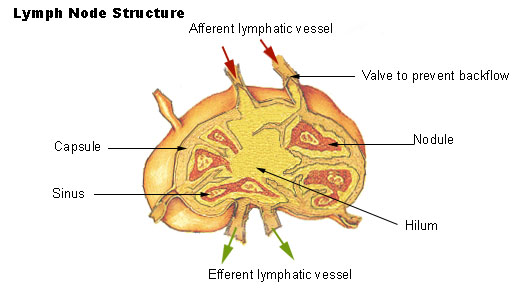 Lymph Node Structure
Afferent lymphatic vessel
Valve to prevent backflow
Capsule
Nodule
Sinus
Hilum
Efferent lymphatic vessel